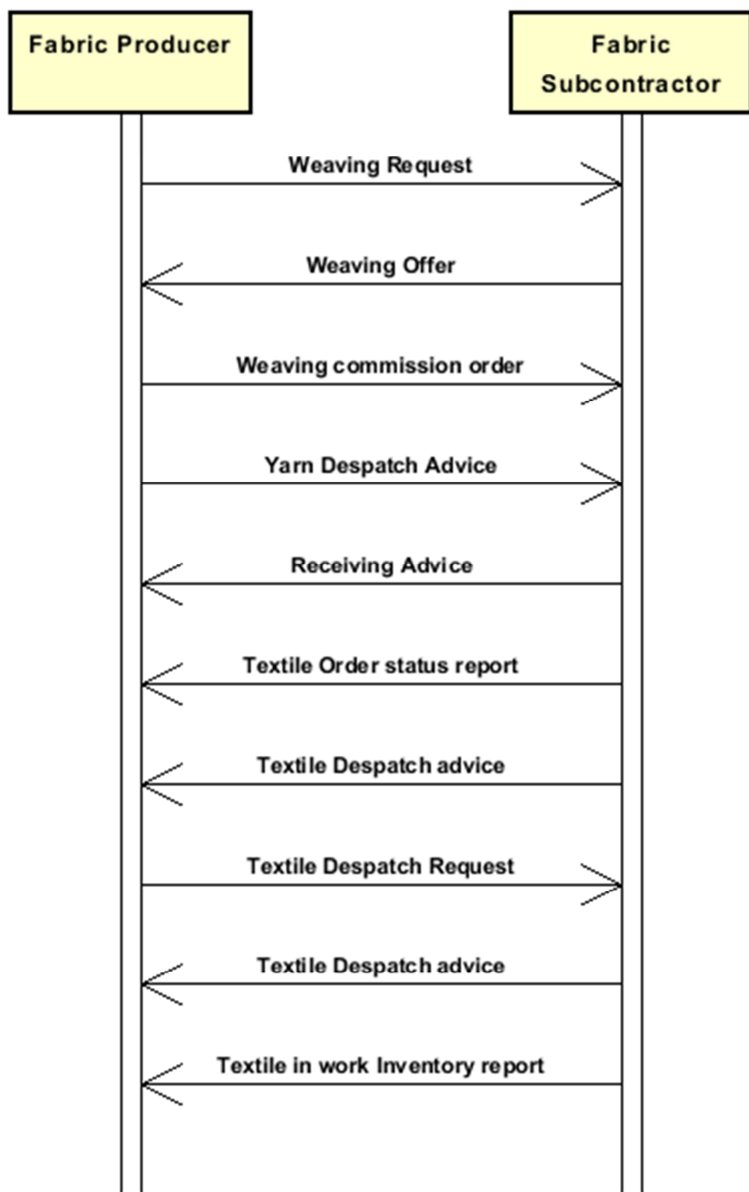 Fabric Producer
Fabric
Subcontractor
Weaving Request
Weaving Offer
Weaving commission order
Yarn Despatch Advice
Receiving Advice
Textile Order status report
Textile Despatch advice
Textile Despatch Request
Textile Despatch advice
Textile in work Inventory report